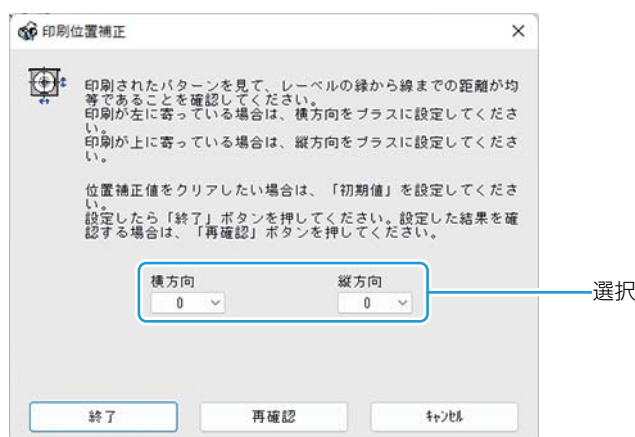 印刷位置補正
印刷されたパターンを見て、レーベルの縁から線までの距離が均
等であることを確認してください。
印刷が左に寄っている場合は、横方向をプラスに設定してくださ
い。
印刷が上に寄っている場合は、縦方向をプラスに設定してくださ
い。
位置補正値をクリアしたい場合は、「初期値」を設定してくださ
い。
設定したら「終了」ボタンを押してください。設定した結果を確
認する場合は、「再確認」ボタンを押してください。
横方向 縦方向
0 0
選択
終了 再確認 キャンセル